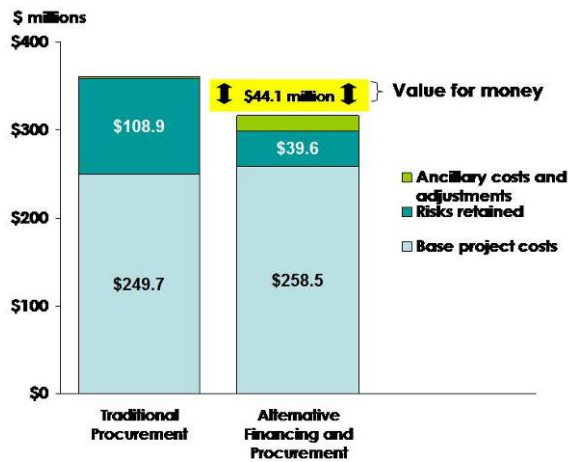 $ millions
$400
$300
$200
$100
$0
$108.9
$249.7
$44.1 million
$39.6
$258.5
Value for money
Ancillary costs and
adjustments
Risks retained
Base project costs
Traditional
Procurement
Alternative
Financing and
Procurement